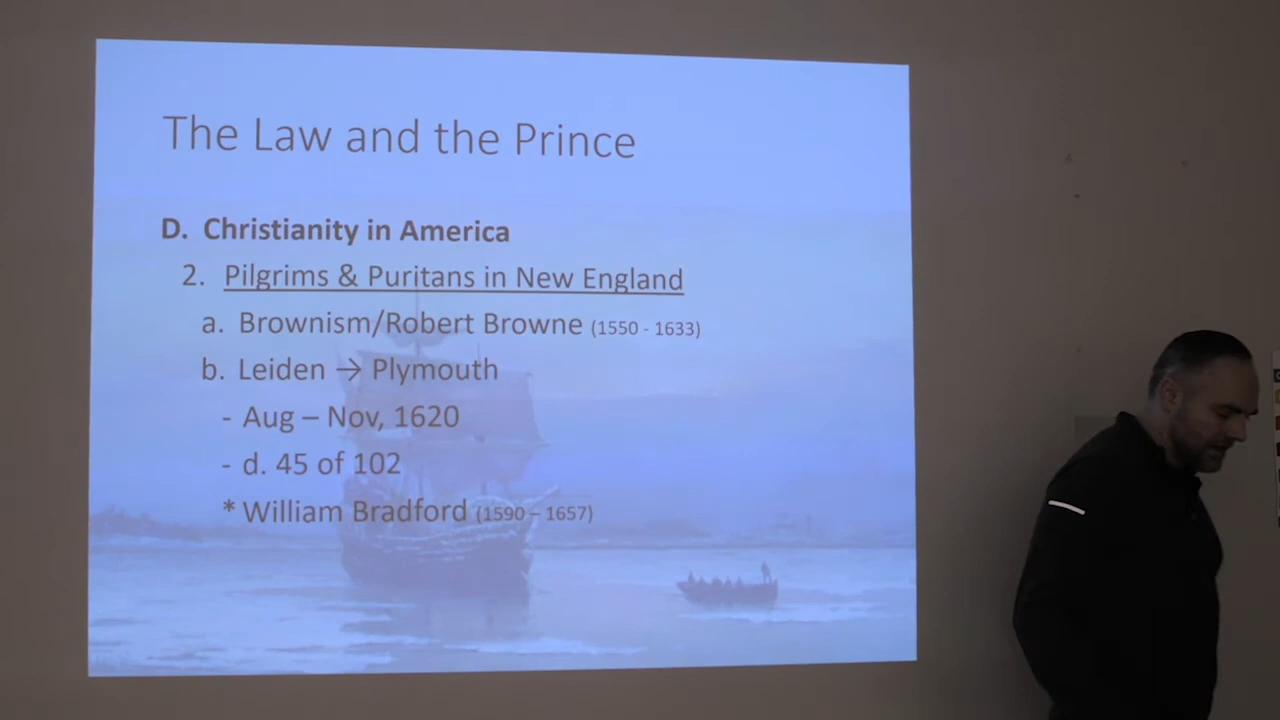 The Law and the Prince
D. Christianity in America
2. Pilgrims & Puritans in New England
a. Brownism/Robert Browne (1550 - 1633)
b. Leiden → Plymouth
- Aug – Nov, 1620
- d. 45 of 102
* William Bradford (1590 – 1657)